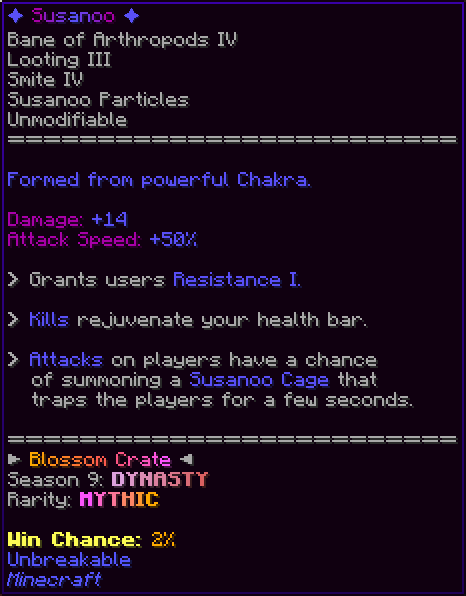 ✦ Susanoo ✦
Bane of Arthropods IV
Looting III
Smite IV
Susanoo Particles
Unmodifiable
Formed from powerful Chakra.
Damage: +14
Attack Speed: +50%
> Grants users Resistance I.
> Kills rejuvenate your health bar.
> Attacks on players have a chance
of summoning a Susanoo Cage that
traps the players for a few seconds.
► Blossom Crate ◄
Season 9: DYNASTY
Rarity: MYTHIC
Win Chance: 2%
Unbreakable
Minecraft